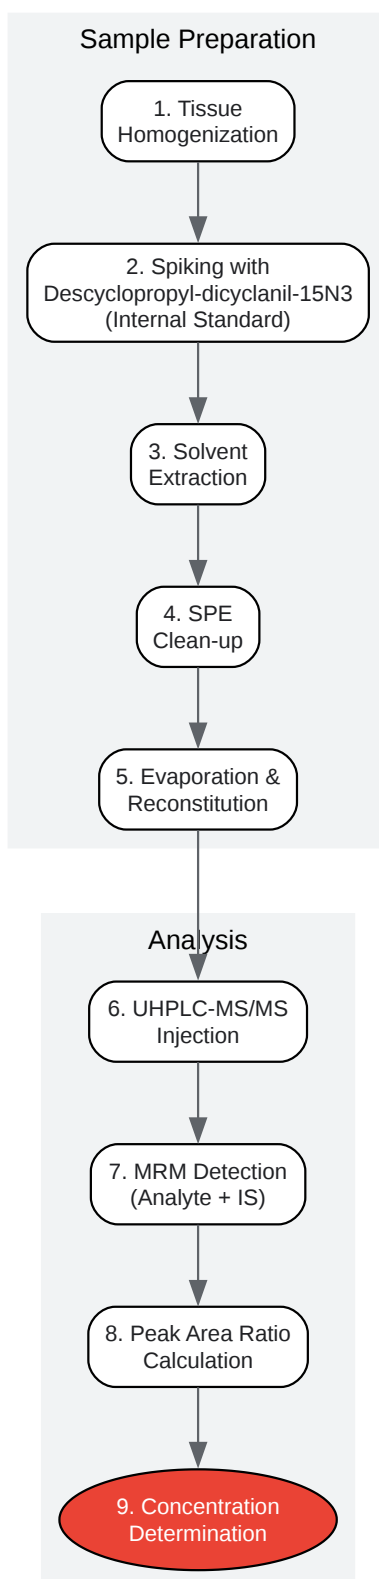 Sample Preparation
1. Tissue
Homogenization
2. Spiking with
Descyclopropyl-dicyclanil-15N3
(Internal Standard)
3. Solvent
Extraction
4. SPE
Clean-up
5. Evaporation &
Reconstitution
Analysis
6. UHPLC-MS/MS
Injection
7. MRM Detection
(Analyte + IS)
8. Peak Area Ratio
Calculation
9. Concentration
Determination